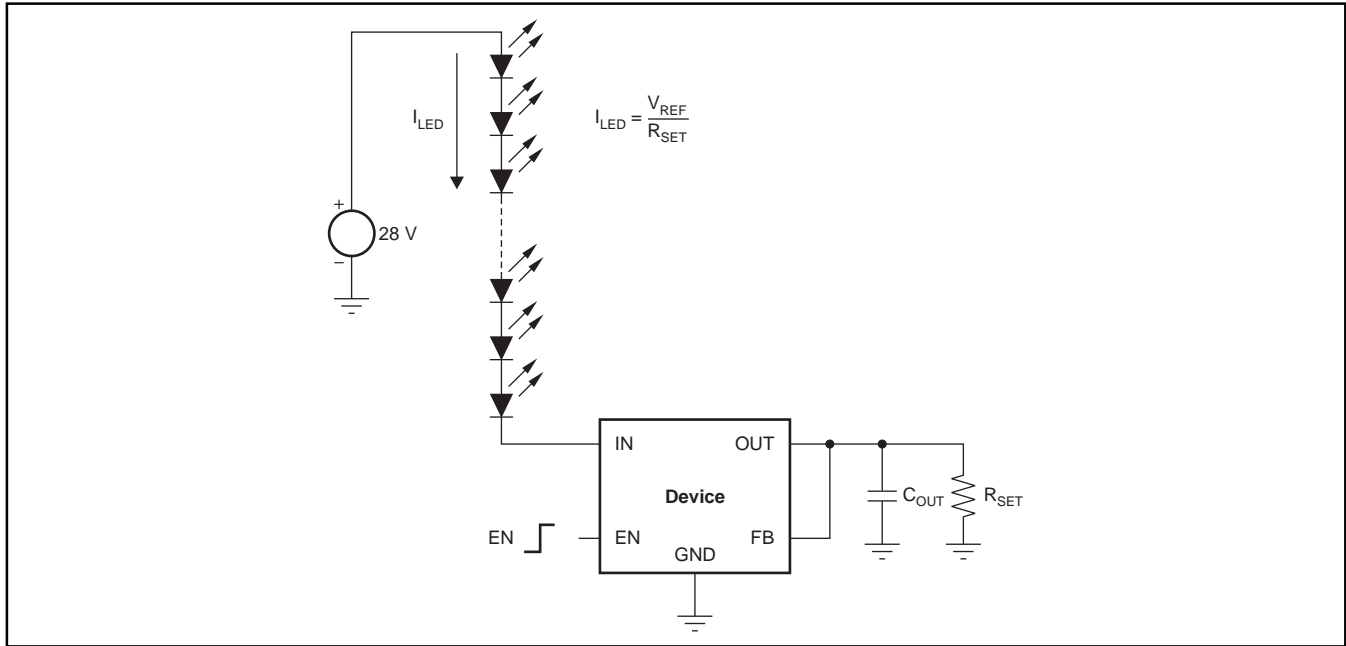 I_LED
I_LED = V_REF / R_SET
+
28 V
−
IN
OUT
Device
C_OUT
R_SET
EN
EN
FB
GND